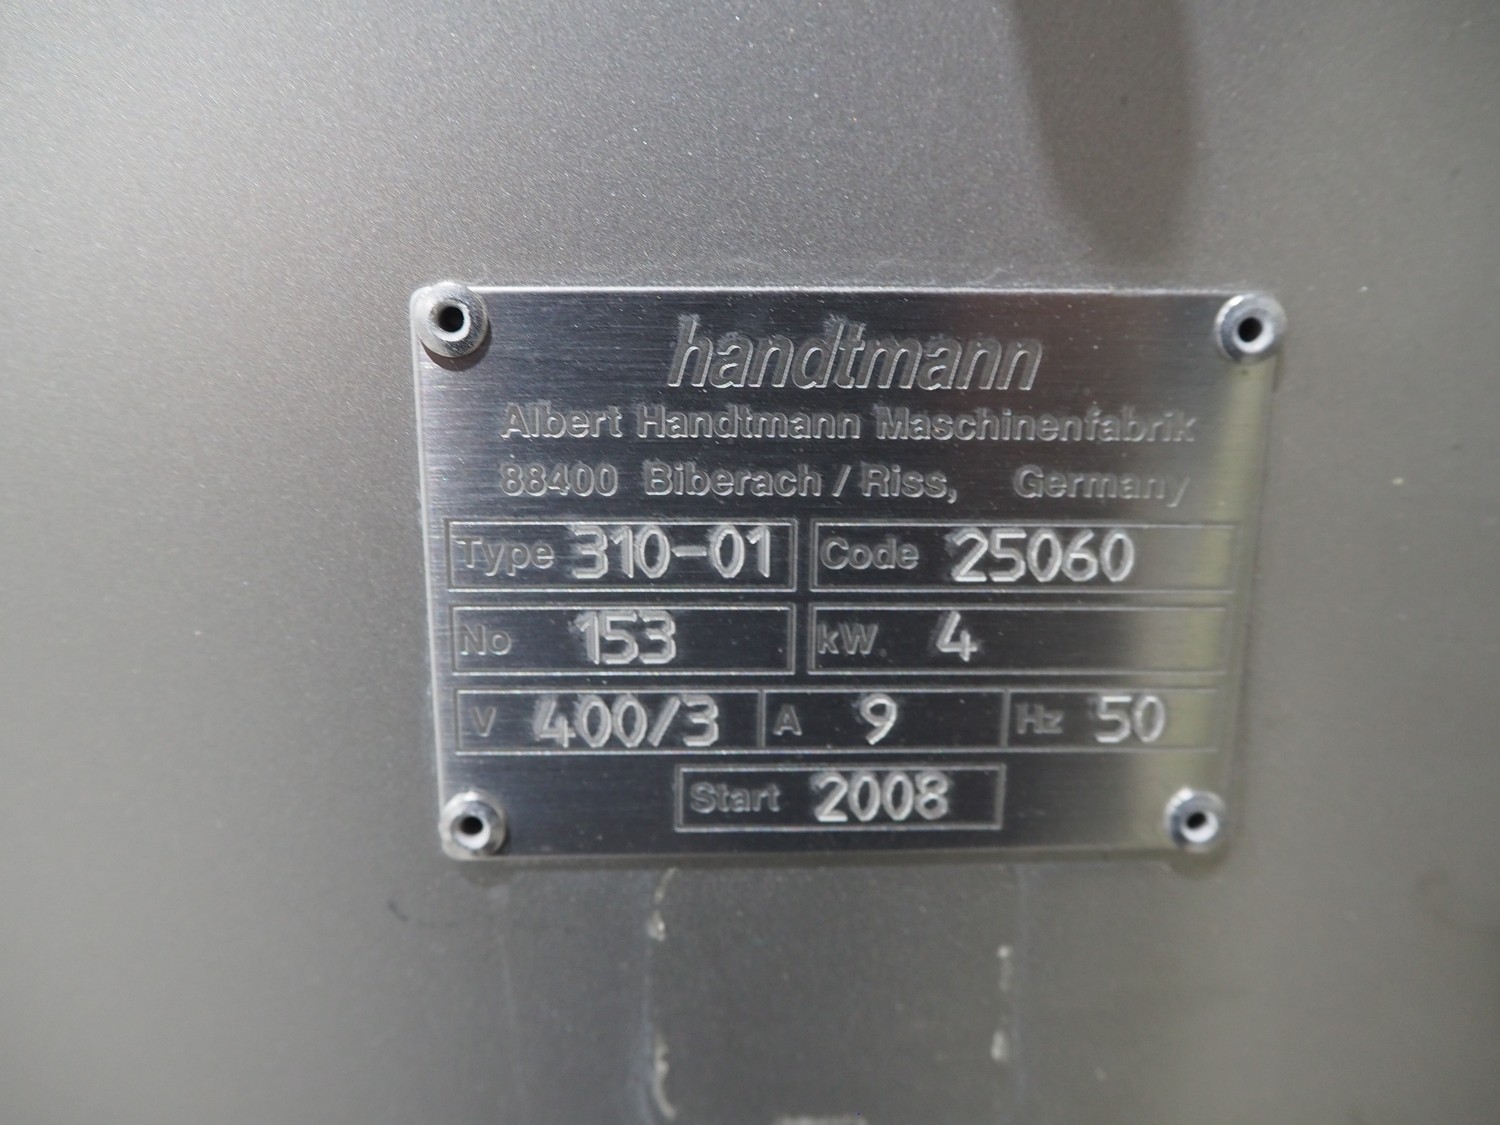 handtmann
Albert Handtmann Maschinenfabrik
88400 Biberach / Riss, Germany
Type 310-01 Code 25060
No 153 kW 4
V 400/3 A 9 Hz 50
Start 2008